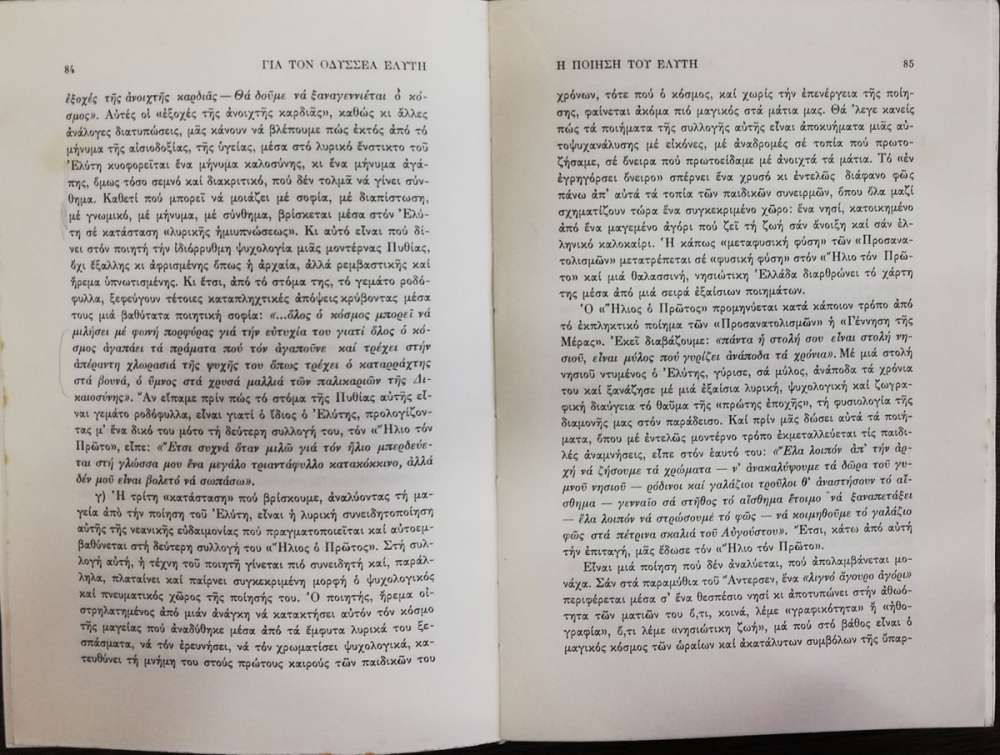 84
ΓΙΑ ΤΟΝ ΟΔΥΣΣΕΑ ΕΛΥΤΗ
ἐξοχές τῆς ἀνοιχτῆς καρδιᾶς — Θά δοῦμε νά ξαναγεννιέται ὁ κό-
σμος». Αὐτές οἱ «ἐξοχές τῆς ἀνοιχτῆς καρδιᾶς», καθώς κι ἄλλες
ἀνάλογες διατυπώσεις, μᾶς κάνουν νά βλέπουμε πώς ἐκτός ἀπό τό
μήνυμα τῆς αἰσιοδοξίας, τῆς ὑγείας, μέσα στό λυρικό ἔνστικτο τοῦ
Ἐλύτη κυοφορεῖται ἕνα μήνυμα καλοσύνης, κι ἕνα μήνυμα ἀγά-
πης, ὅμως τόσο σεμνό καί διακριτικό, πού δέν τολμᾶ νά γίνει σύν-
θημα. Καθετί πού μπορεῖ νά μοιάζει μέ σοφία, μέ διαπίστωση,
μέ γνωμικό, μέ μήνυμα, μέ σύνθημα, βρίσκεται μέσα στόν Ἐλύ-
τη σέ κατάσταση «λυρικῆς ἡμιυπνώσεως». Κι αὐτό εἶναι πού δί-
νει στόν ποιητή τήν ἰδιόρρυθμη ψυχολογία μιᾶς μοντέρνας Πυθίας,
ὄχι ἔξαλλης κι ἀφρισμένης ὅπως ἡ ἀρχαία, ἀλλά ρεμβαστικῆς καί
ἤρεμα ὑπνωτισμένης. Κι ἔτσι, ἀπό τό στόμα της, τό γεμάτο ροδό-
φυλλα, ξεφεύγουν τέτοιες καταπληχτικές ἀπόψεις κρύβοντας μέσα
τους μιά βαθύτατα ποιητική σοφία: «...ὅλος ὁ κόσμος μπορεῖ νά
μιλήσει μέ φωνή πορφύρας γιά τήν εὐτυχία του γιατί ὅλος ὁ κό-
σμος ἀγαπάει τά πράματα πού τόν ἀγαποῦνε καί τρέχει στήν
ἀπέραντη χλωρασιά τῆς ψυχῆς του ὅπως τρέχει ὁ καταρράχτης
στά βουνά, ὁ ὕμνος στά χρυσά μαλλιά τῶν παλικαριῶν τῆς Δι-
καιοσύνης». Ἄν εἴπαμε πρίν πώς τό στόμα τῆς Πυθίας αὐτῆς εἶ-
ναι γεμάτο ροδόφυλλα, εἶναι γιατί ὁ ἴδιος ὁ Ἐλύτης, προλογίζον-
τας μ' ἕνα δικό του μότο τή δεύτερη συλλογή του, τόν «Ἥλιο τόν
Πρῶτο», εἶπε: «Ἔτσι συχνά ὅταν μιλῶ γιά τόν ἥλιο μπερδεύε-
ται στή γλώσσα μου ἕνα μεγάλο τριαντάφυλλο κατακόκκινο, ἀλλά
δέν μοῦ εἶναι βολετό νά σωπάσω».
γ) Ἡ τρίτη «κατάσταση» πού βρίσκουμε, ἀναλύοντας τή μα-
γεία ἀπό τήν ποίηση τοῦ Ἐλύτη, εἶναι ἡ λυρική συνειδητοποίηση
αὐτῆς τῆς νεανικῆς εὐδαιμονίας πού πραγματοποιεῖται καί αὐτοεμ-
βαθύνεται στή δεύτερη συλλογή του «Ἥλιος ὁ Πρῶτος». Στή συλ-
λογή αὐτή, ἡ τέχνη τοῦ ποιητῆ γίνεται πιό συνειδητή καί, παράλ-
ληλα, πλαταίνει καί παίρνει συγκεκριμένη μορφή ὁ ψυχολογικός
καί πνευματικός χῶρος τῆς ποίησής του. Ὁ ποιητής, ἤρεμα οἰ-
στρηλατημένος ἀπό μιάν ἀνάγκη νά κατακτήσει αὐτόν τόν κόσμο
τῆς μαγείας πού ἀναδύθηκε μέσα ἀπό τά ἔμφυτα λυρικά του ξε-
σπάσματα, νά τόν ἐρευνήσει, νά τόν χρωματίσει ψυχολογικά, κα-
τευθύνει τή μνήμη του στούς πρώτους καιρούς τῶν παιδικῶν του
Η ΠΟΙΗΣΗ ΤΟΥ ΕΛΥΤΗ
85
χρόνων, τότε πού ὁ κόσμος, καί χωρίς τήν ἐπενέργεια τῆς ποίη-
σης, φαίνεται ἀκόμα πιό μαγικός στά μάτια μας. Θά 'λεγε κανείς
πώς τά ποιήματα τῆς συλλογῆς αὐτῆς εἶναι ἀποκυήματα μιᾶς αὐ-
τοψυχανάλυσης μέ εἰκόνες, μέ ἀναδρομές σέ τοπία πού πρωτο-
ζήσαμε, σέ ὄνειρα πού πρωτοείδαμε μέ ἀνοιχτά τά μάτια. Τό «ἐν
ἐγρηγόρσει ὄνειρο» σπέρνει ἕνα χρυσό κι ἐντελῶς διάφανο φῶς
πάνω ἀπ' αὐτά τά τοπία τῶν παιδικῶν συνειρμῶν, ὅπου ὅλα μαζί
σχηματίζουν τώρα ἕνα συγκεκριμένο χῶρο: ἕνα νησί, κατοικημένο
ἀπό ἕνα μαγεμένο ἀγόρι πού ζεῖ τή ζωή σάν ἄνοιξη καί σάν ἑλ-
ληνικό καλοκαίρι. Ἡ κάπως «μεταφυσική φύση» τῶν «Προσανα-
τολισμῶν» μετατρέπεται σέ «φυσική φύση» στόν «Ἥλιο τόν Πρῶ-
το» καί μιά θαλασσινή, νησιώτικη Ἑλλάδα διαρθρώνει τό χάρτη
της μέσα ἀπό μιά σειρά ἐξαίσιων ποιημάτων.
Ὁ «Ἥλιος ὁ Πρῶτος» προμηνύεται κατά κάποιον τρόπο ἀπό
τό ἐκπληκτικό ποίημα τῶν «Προσανατολισμῶν» ἡ «Γέννηση τῆς
Μέρας». Ἐκεῖ διαβάζουμε: «πάντα ἡ στολή σου εἶναι στολή νη-
σιοῦ, εἶναι μύλος πού γυρίζει ἀνάποδα τά χρόνια». Μέ μιά στολή
νησιοῦ ντυμένος ὁ Ἐλύτης, γύρισε, σά μύλος, ἀνάποδα τά χρόνια
του καί ξανάζησε μέ μιά ἐξαίσια λυρική, ψυχολογική καί ζωγρα-
φική διαύγεια τό θαῦμα τῆς «πρώτης ἐποχῆς», τή φυσιολογία τῆς
διαμονῆς μας στόν παράδεισο. Καί πρίν μᾶς δώσει αὐτά τά ποιή-
ματα, ὅπου μέ ἐντελῶς μοντέρνο τρόπο ἐκμεταλλεύεται τίς παιδι-
κές ἀναμνήσεις, εἶπε στόν ἑαυτό του: «Ἔλα λοιπόν ἀπ' τήν ἀρ-
χή νά ζήσουμε τά χρώματα — ν' ἀνακαλύψουμε τά δῶρα τοῦ γυ-
μνοῦ νησιοῦ — ρόδινοι καί γαλάζιοι τροῦλοι θ' ἀναστήσουν τό αἴ-
σθημα — γενναῖο σά στῆθος τό αἴσθημα ἕτοιμο νά ξαναπετάξει
— ἔλα λοιπόν νά στρώσουμε τό φῶς — νά κοιμηθοῦμε τό γαλάζιο
φῶς στά πέτρινα σκαλιά τοῦ Αὐγούστου». Ἔτσι, κάτω ἀπό αὐτή
τήν ἐπιταγή, μᾶς ἔδωσε τόν «Ἥλιο τόν Πρῶτο».
Εἶναι μιά ποίηση πού δέν ἀναλύεται, πού ἀπολαμβάνεται μο-
νάχα. Σάν στά παραμύθια τοῦ Ἄντερσεν, ἕνα «λιγνό ἄγουρο ἀγόρι»
περιφέρεται μέσα σ' ἕνα θεσπέσιο νησί κι ἀποτυπώνει στήν ἀθωό-
τητα τῶν ματιῶν του ὅ,τι, κοινά, λέμε «γραφικότητα» ἤ «ἠθο-
γραφία», ὅ,τι λέμε «νησιώτικη ζωή», μά πού στό βάθος εἶναι ὁ
μαγικός κόσμος τῶν ὡραίων καί ἀκατάλυτων συμβόλων τῆς ὕπαρ-